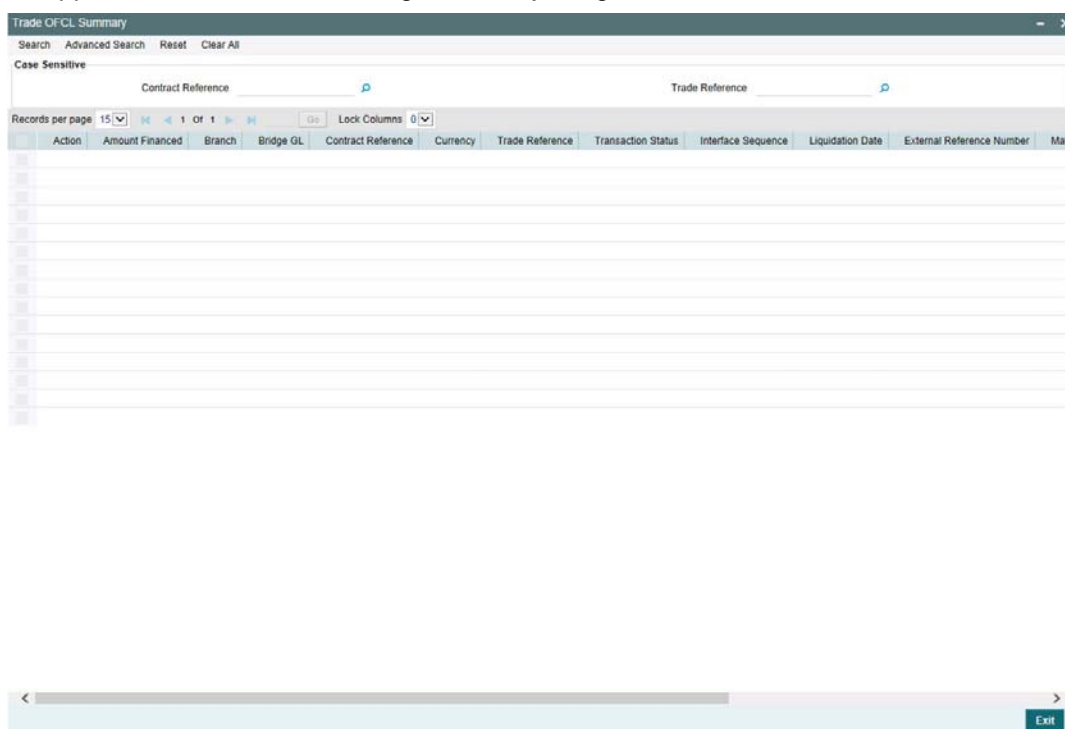 Trade OFCL Summary
Search Advanced Search Reset Clear All
Case Sensitive
Contract Reference Trade Reference
Records per page 15 1 Of 1 Go Lock Columns 0
Action Amount Financed Branch Bridge GL Contract Reference Currency Trade Reference Transaction Status Interface Sequence Liquidation Date External Reference Number Ma
Exit